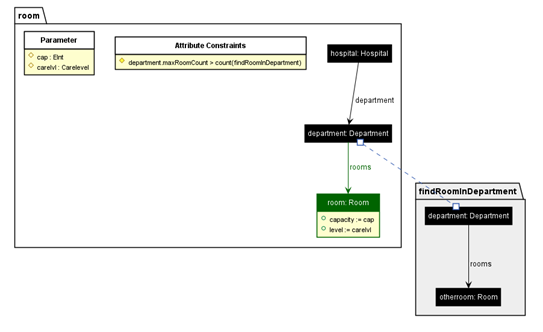 room
Parameter
cap : EInt
carelvl : Carelevel
Attribute Constraints
department.maxRoomCount > count(findRoomInDepartment)
hospital: Hospital
department
department: Department
rooms
room: Room
capacity := cap
level := carelvl
findRoomInDepartment
department: Department
rooms
otherroom: Room